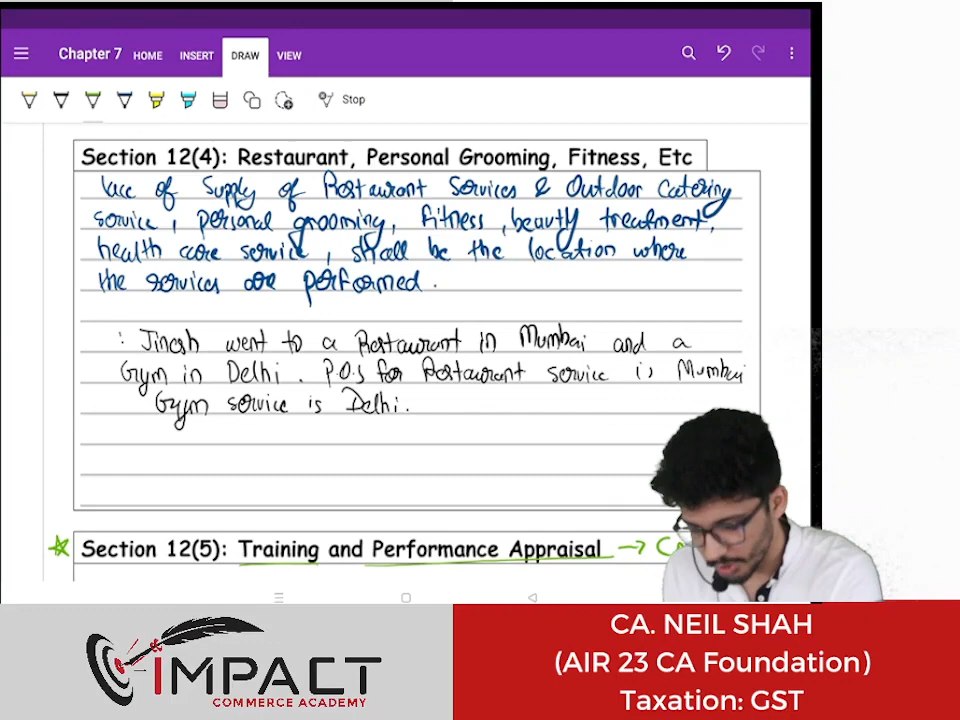 Chapter 7 HOME INSERT DRAW VIEW
Stop
Section 12(4): Restaurant, Personal Grooming, Fitness, Etc
lace of Supply of Restaurant Services & Outdoor Catering
service, personal grooming, fitness, beauty treatment,
health care service, shall be the location where
the services are performed.
: Jinesh went to a Restaurant in Mumbai and a
Gym in Delhi. P.O.S for Restaurant service is Mumbai
Gym service is Delhi.
Section 12(5): Training and Performance Appraisal →
IMPACT
COMMERCE ACADEMY
CA. NEIL SHAH
(AIR 23 CA Foundation)
Taxation: GST